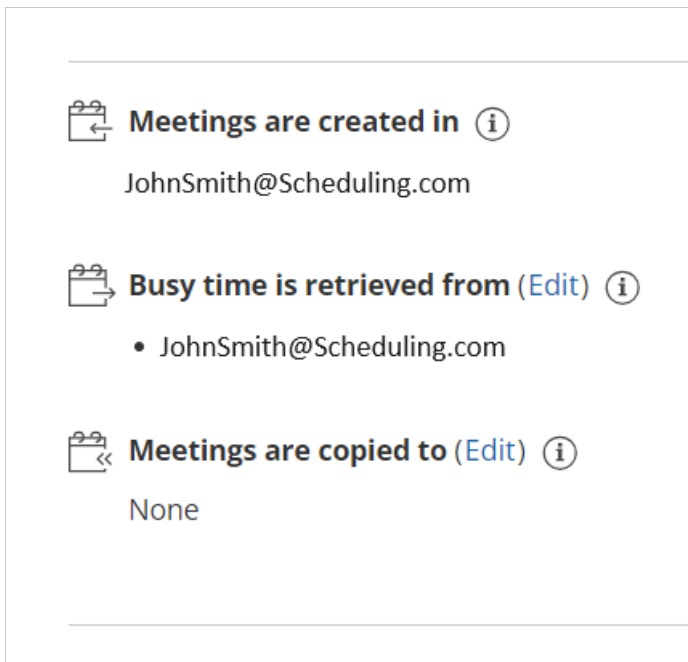 Meetings are created in
JohnSmith@Scheduling.com
Busy time is retrieved from (Edit)
• JohnSmith@Scheduling.com
Meetings are copied to (Edit)
None